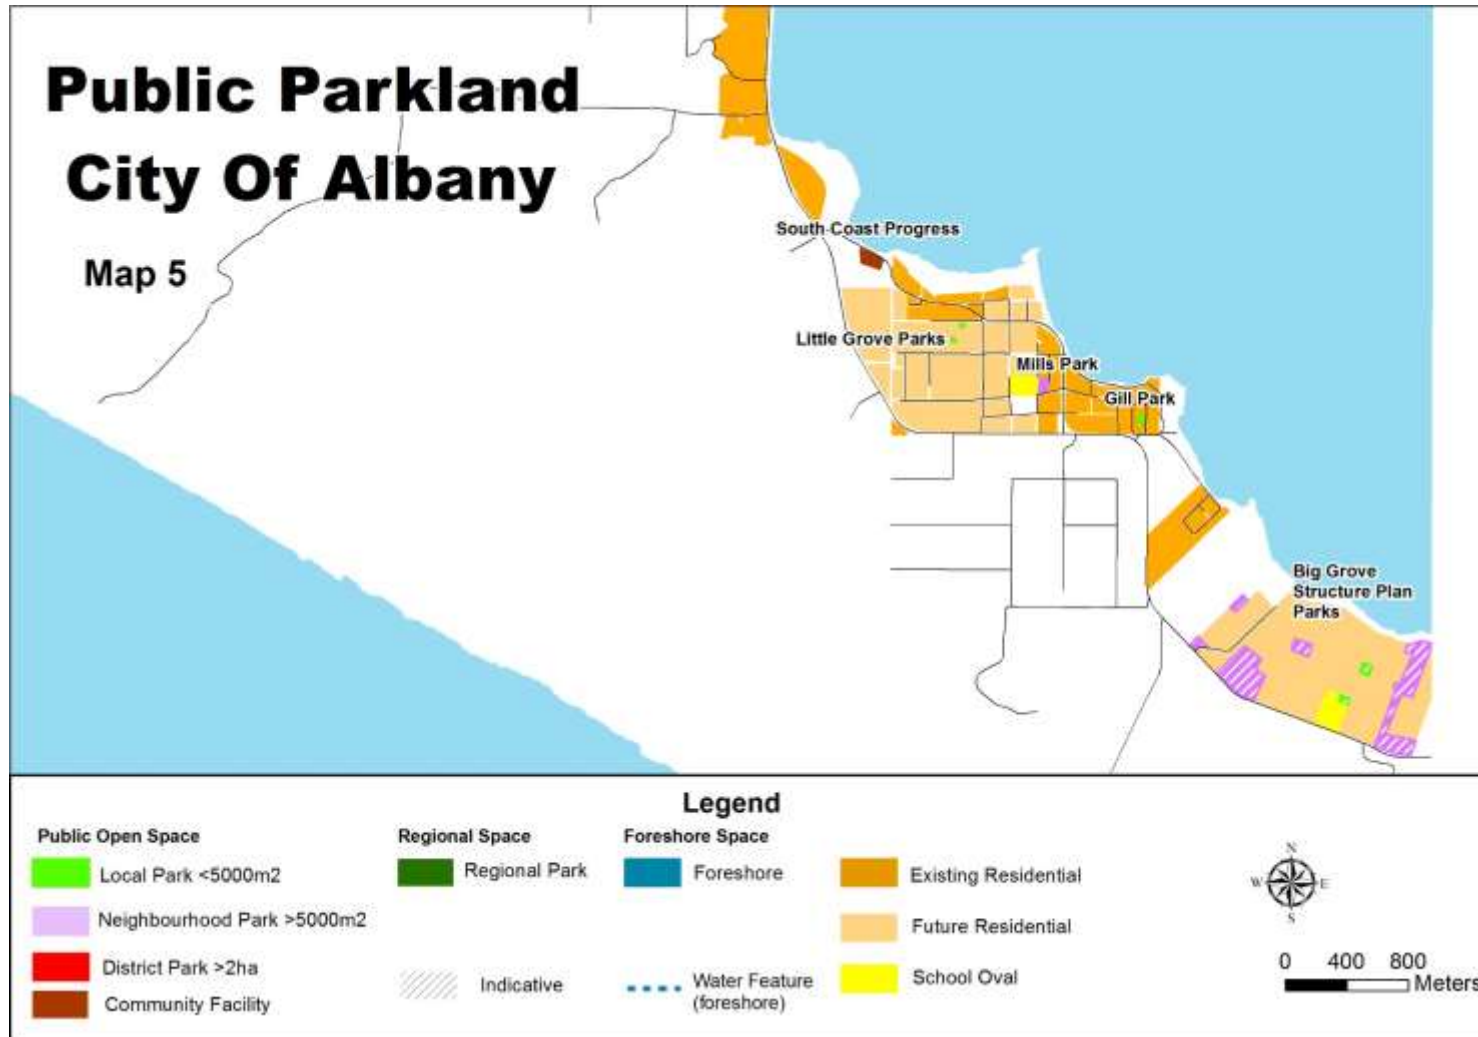 Public Parkland
City Of Albany
Map 5
South Coast Progress
Little Grove Parks
Mills Park
Gill Park
Big Grove
Structure Plan
Parks
Legend
Public Open Space
Local Park <5000m2
Neighbourhood Park >5000m2
District Park >2ha
Community Facility
Regional Space
Regional Park
Indicative
Foreshore Space
Foreshore
Water Feature
(foreshore)
Existing Residential
Future Residential
School Oval
N
W E
S
0 400 800
Meters